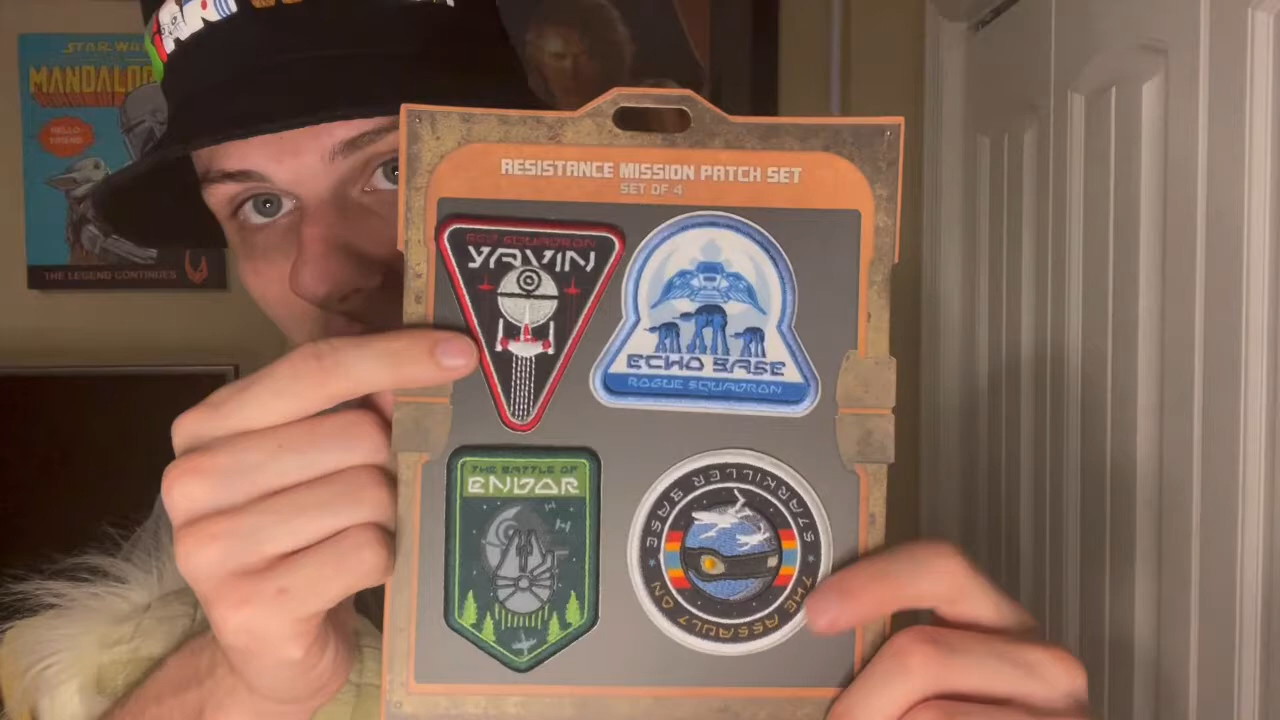 STAR WA
MANDALO
HELLO FRIEND
THE LEGEND CONTINUES
RESISTANCE MISSION PATCH SET
SET OF 4
RED SQUADRON
YAVIN
ECHO BASE
ROGUE SQUADRON
THE BATTLE OF
ENDOR
THE ASSAULT ON
STARKILLER BASE